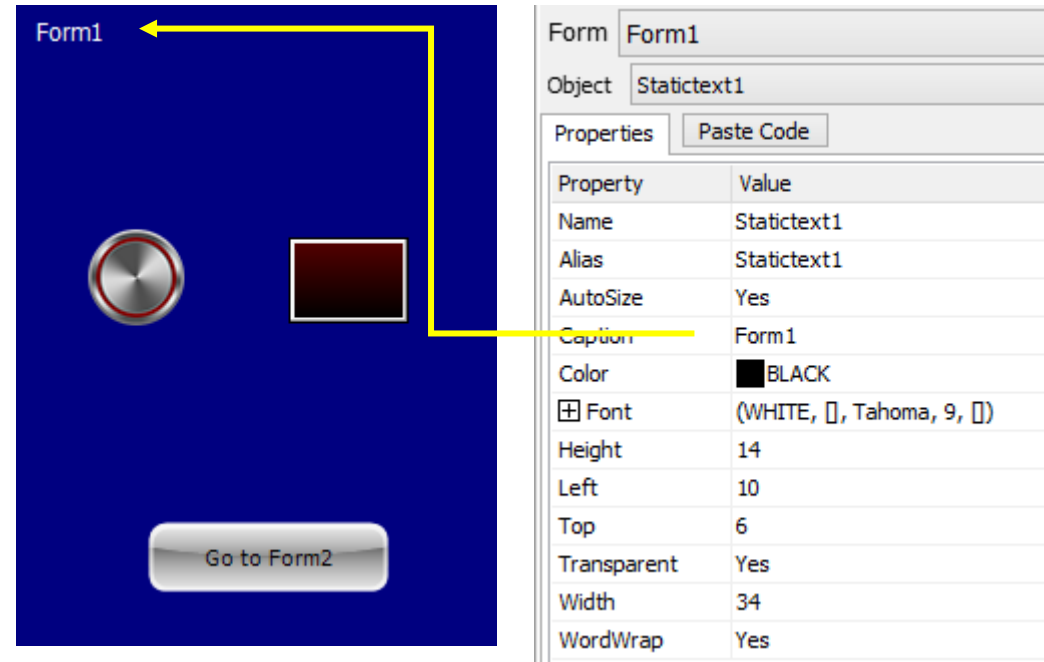 Form1
Go to Form2
Form Form1
Object Statictext1
Properties Paste Code
Property Value
Name Statictext1
Alias Statictext1
AutoSize Yes
Caption Form1
Color BLACK
Font (WHITE, [], Tahoma, 9, [])
Height 14
Left 10
Top 6
Transparent Yes
Width 34
WordWrap Yes